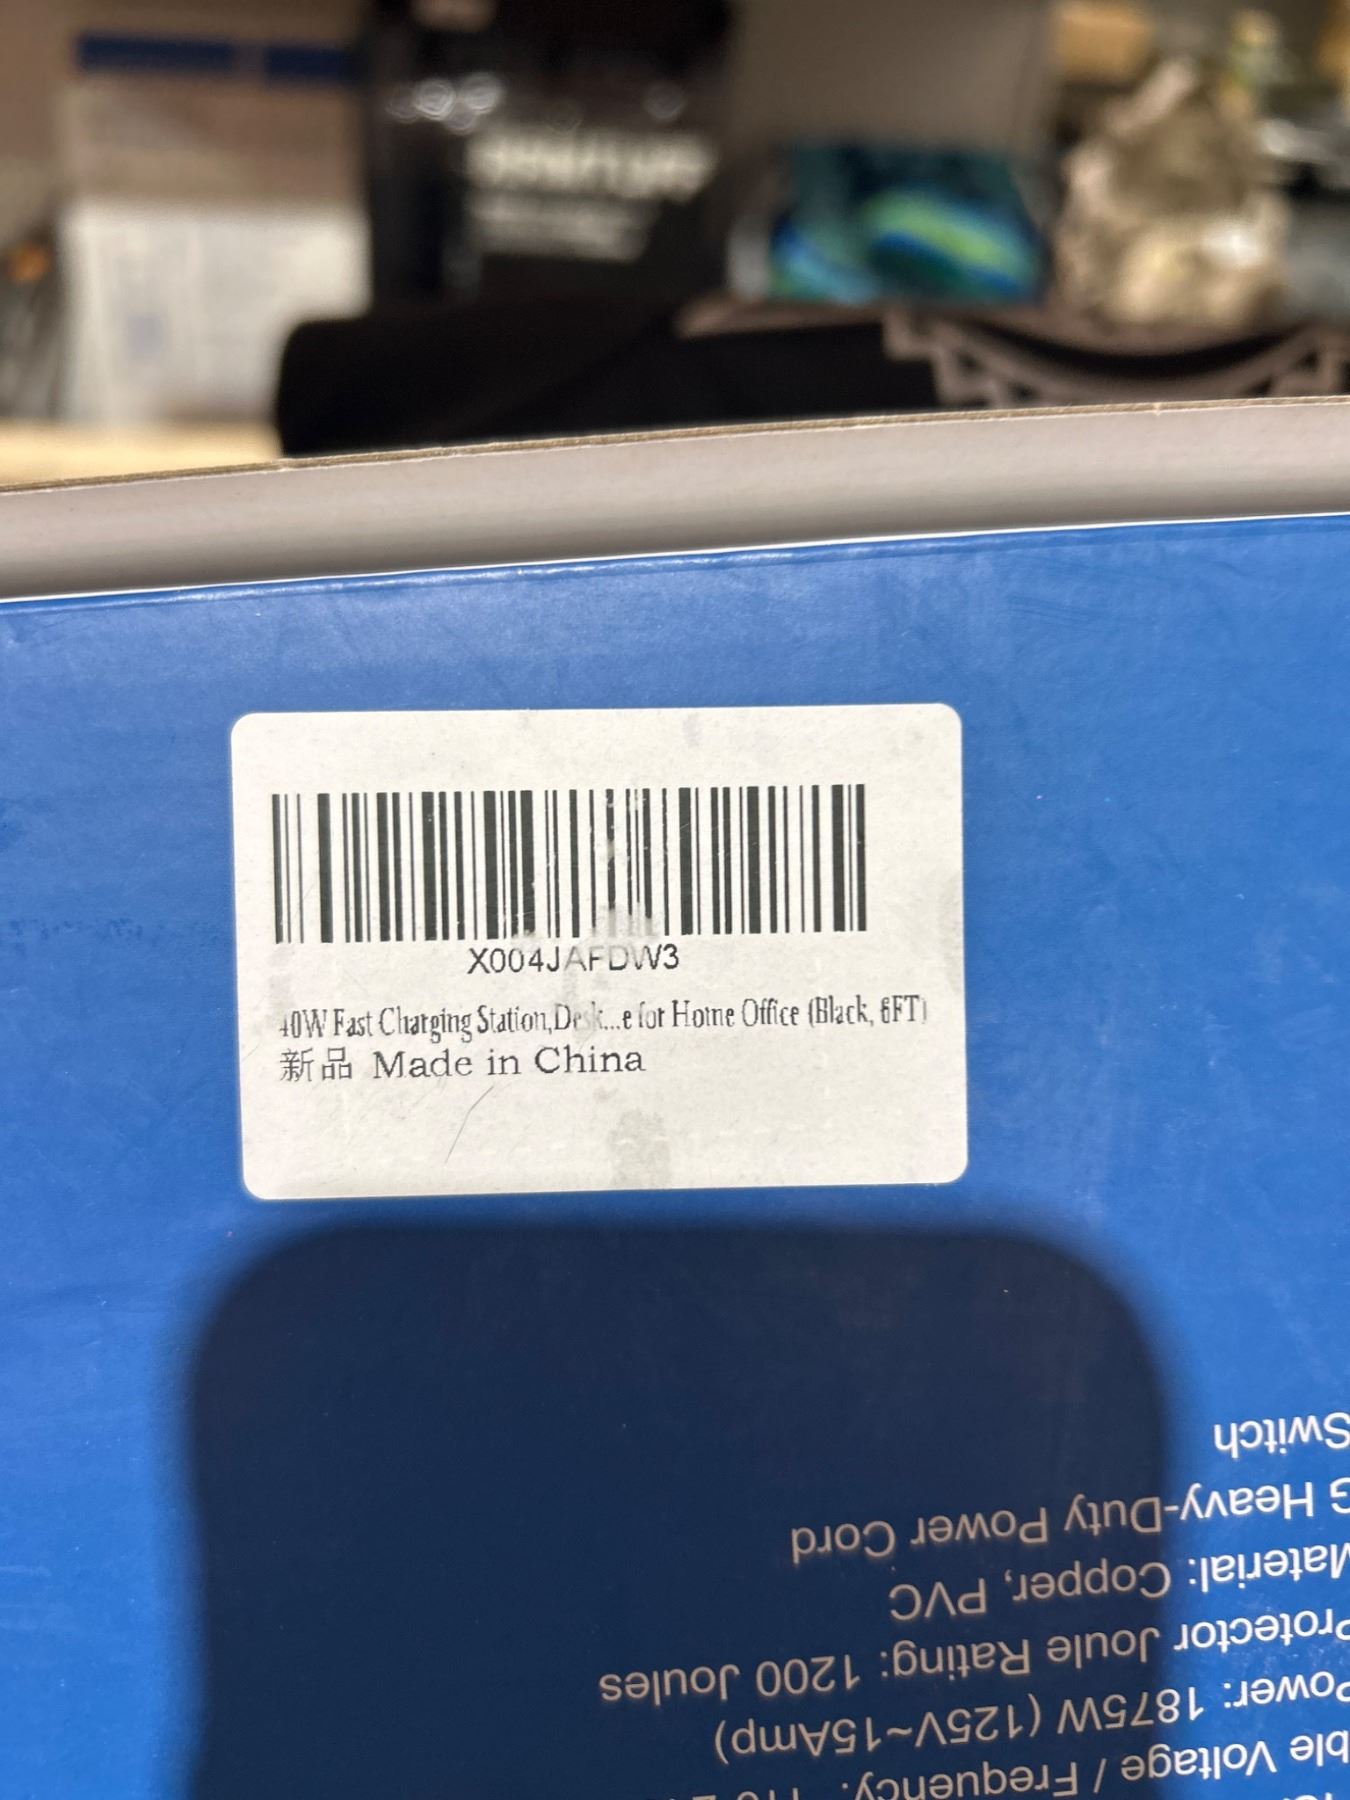 X004JAFDW3
40W Fast Charging Station,Desk...e for Home Office (Black, 6FT)
新品 Made in China
Voltage / Frequency:
Power: 1875W (125V~15Amp)
Protector Joule Rating: 1200 Joules
Material: Copper, PVC
G Heavy-Duty Power Cord
Switch